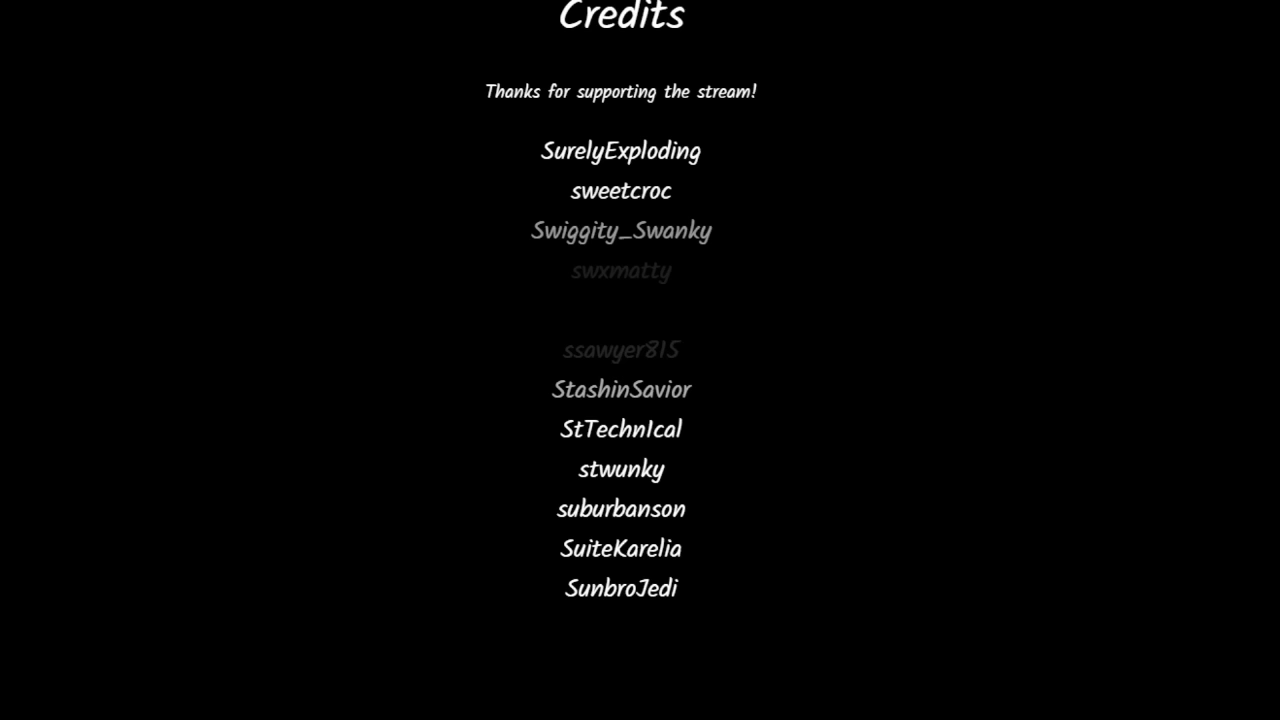 Credits
Thanks for supporting the stream!
SurelyExploding
sweetcroc
Swiggity_Swanky
swxmatty
ssawyer815
StashinSavior
StTechnIcal
stwunky
suburbanson
SuiteKarelia
SunbroJedi